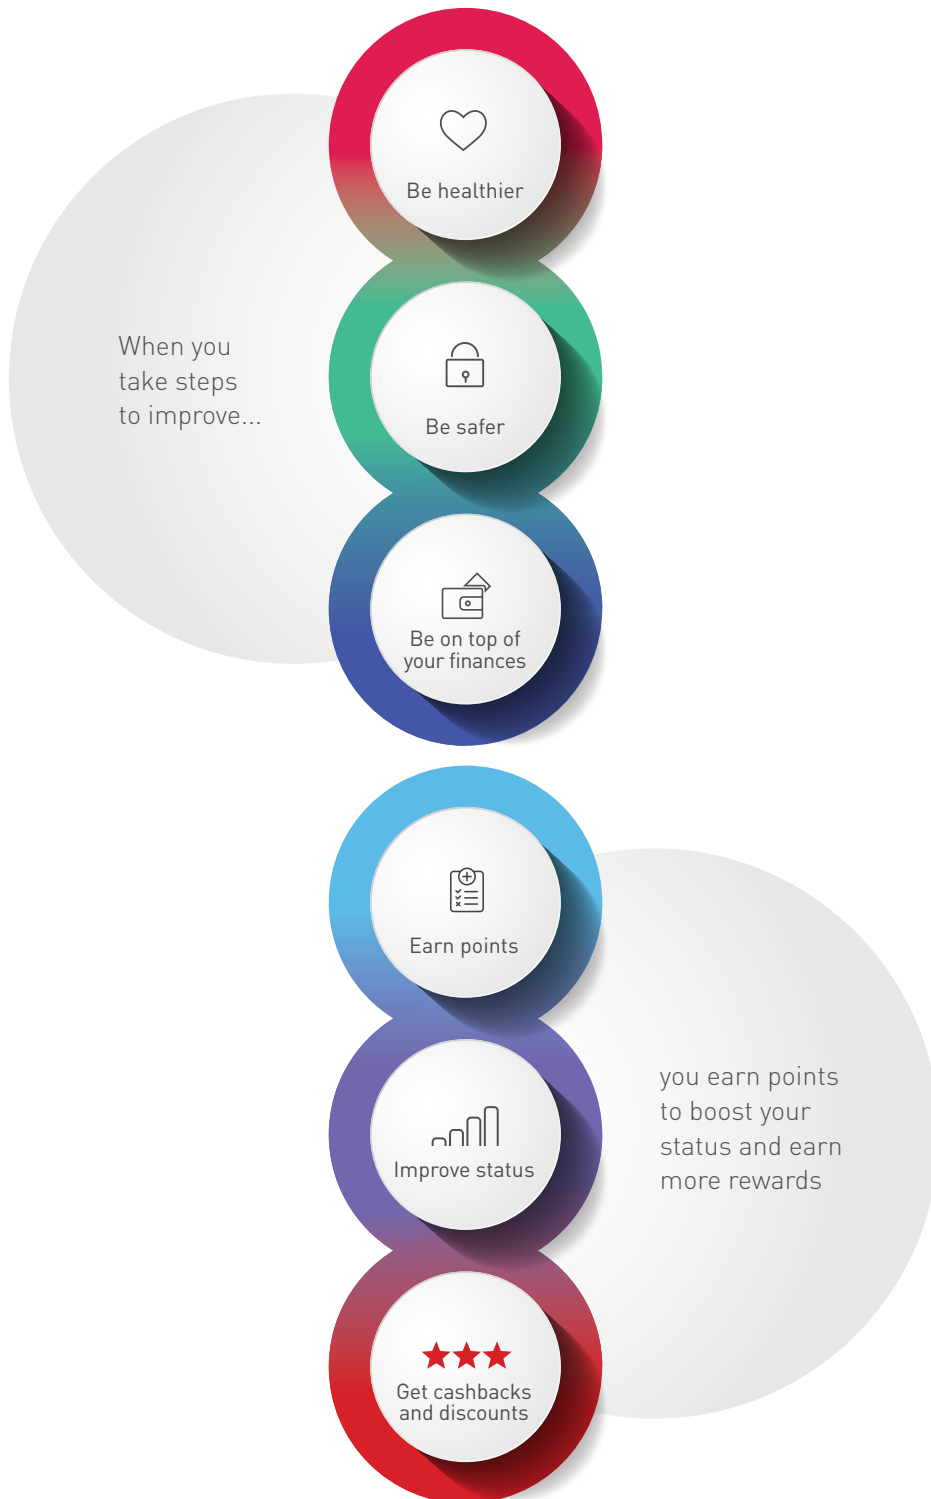 Be healthier
When you
take steps
to improve...
Be safer
Be on top of
your finances
Earn points
you earn points
to boost your
status and earn
more rewards
Improve status
Get cashbacks
and discounts